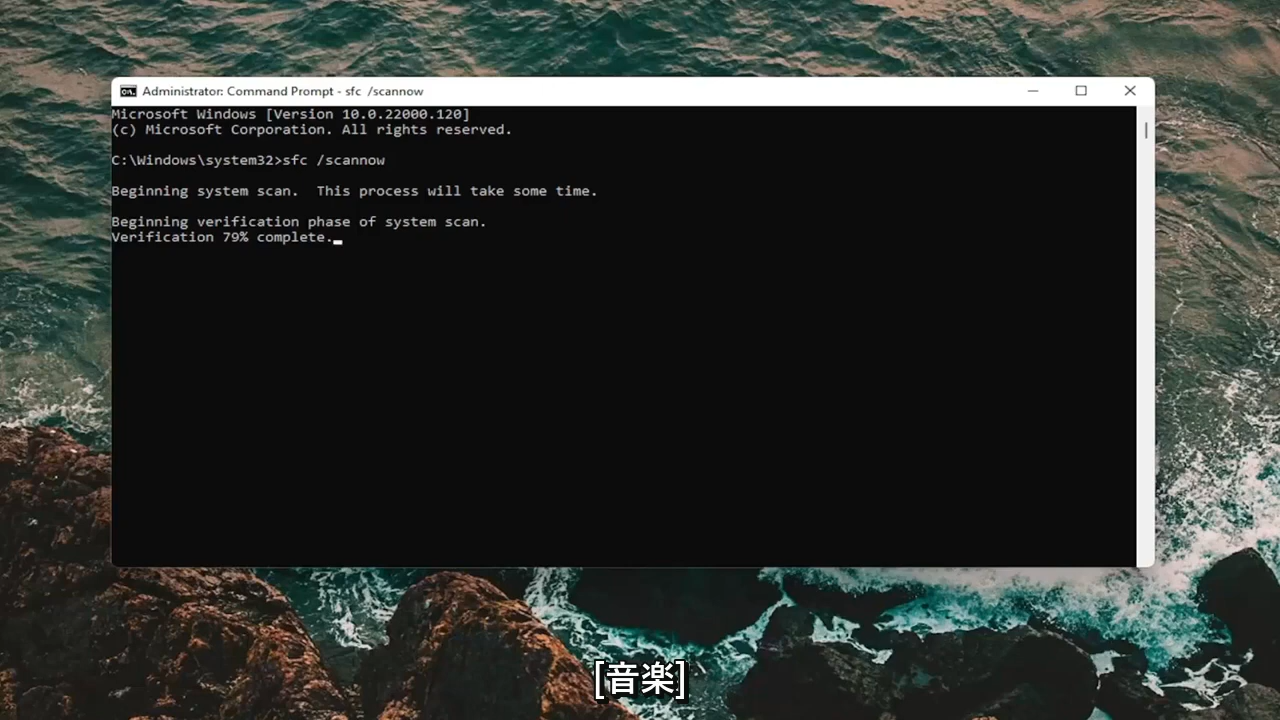 Administrator: Command Prompt - sfc  /scannow
Microsoft Windows [Version 10.0.22000.120]
(c) Microsoft Corporation. All rights reserved.
C:\Windows\system32>sfc /scannow
Beginning system scan.  This process will take some time.
Beginning verification phase of system scan.
Verification 79% complete.
[音楽]